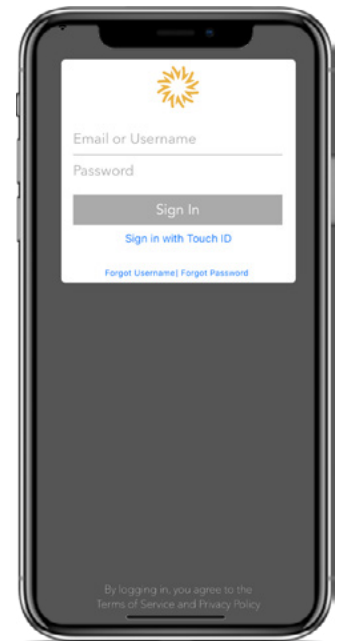 Email or Username
Password
Sign In
Sign in with Touch ID
Forgot Username| Forgot Password
By logging in, you agree to the
Terms of Service and Privacy Policy